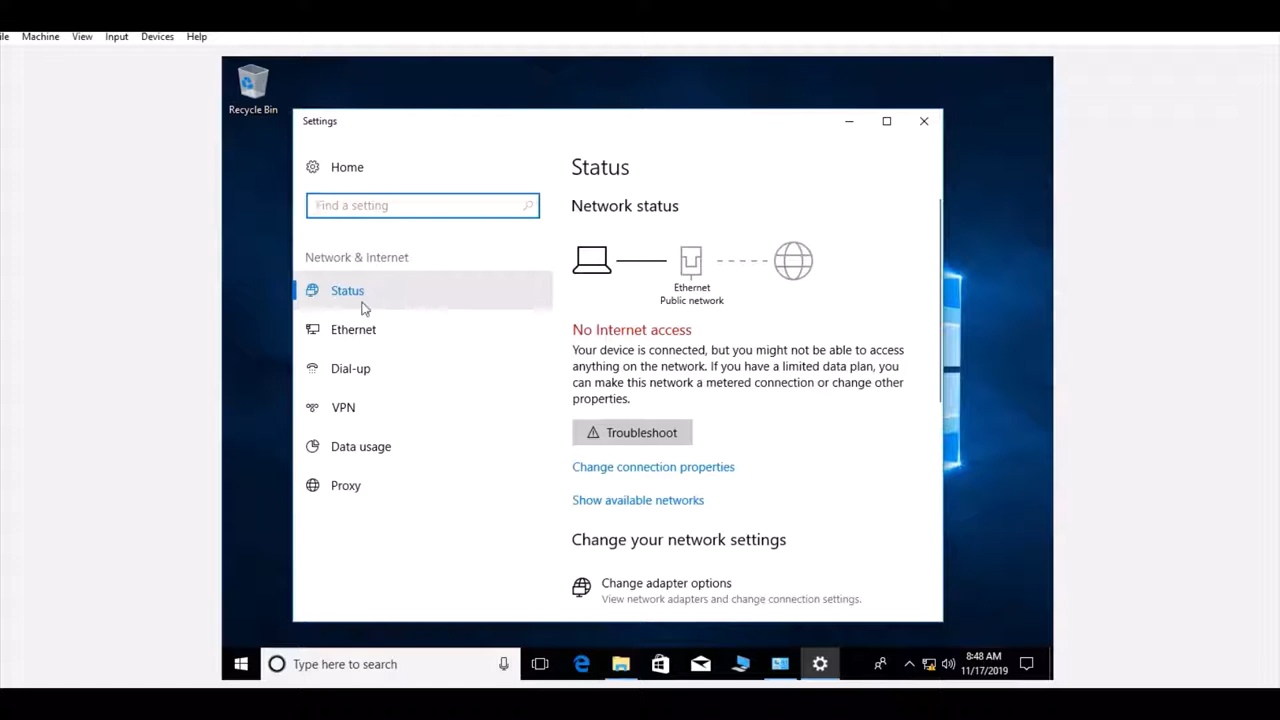 ile Machine View Input Devices Help
Recycle Bin
Settings
Home
Find a setting
Network & Internet
Status
Ethernet
Dial-up
VPN
Data usage
Proxy
Status
Network status
Ethernet
Public network
No Internet access
Your device is connected, but you might not be able to access
anything on the network. If you have a limited data plan, you
can make this network a metered connection or change other
properties.
Troubleshoot
Change connection properties
Show available networks
Change your network settings
Change adapter options
View network adapters and change connection settings.
Type here to search
8:48 AM
11/17/2019